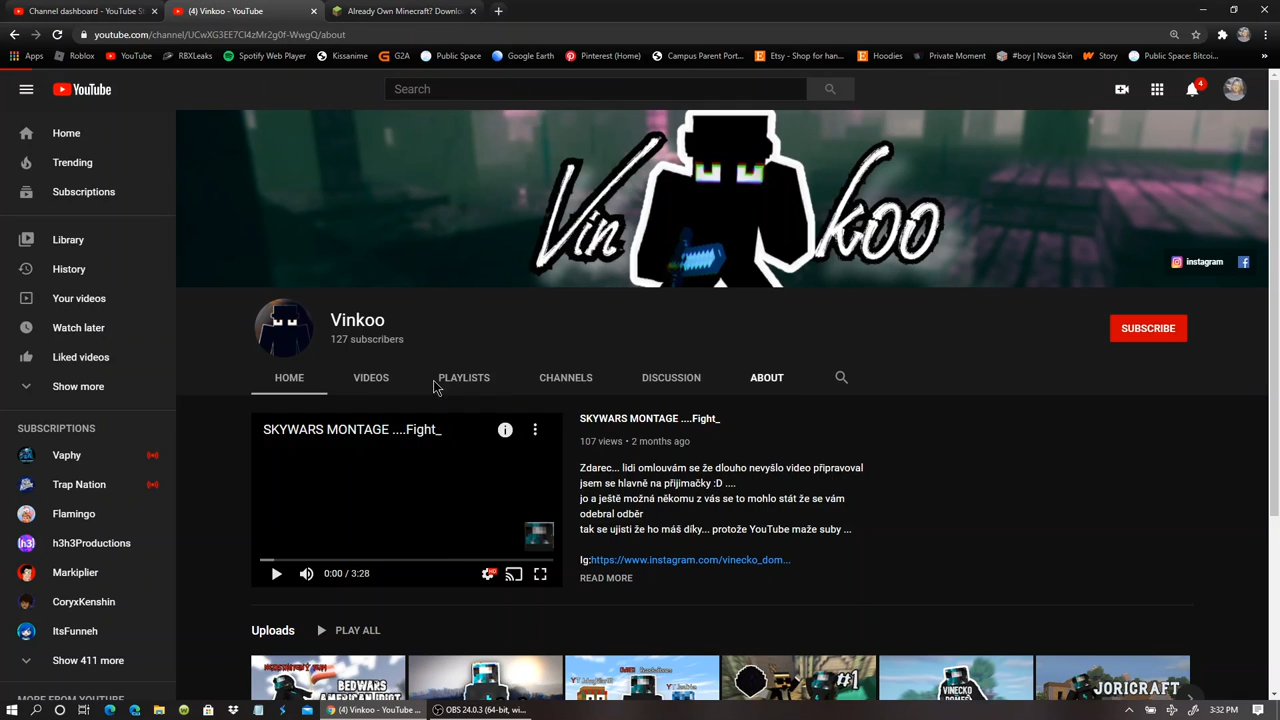 Channel dashboard - YouTube St
(4) Vinkoo - YouTube
Already Own Minecraft? Downlo
youtube.com/channel/UCwXG3EE7CI4zMr2g0f-WwgQ/about
Apps
Roblox
YouTube
RBXLeaks
Spotify Web Player
Kissanime
G2A
Public Space
Google Earth
Pinterest (Home)
Campus Parent Port...
Etsy - Shop for han...
Hoodies
Private Moment
#boy | Nova Skin
Story
Public Space: Bitcoi...
YouTube
Search
4
Home
Trending
Subscriptions
Library
History
Your videos
Watch later
Liked videos
Show more
SUBSCRIPTIONS
Vaphy
Trap Nation
Flamingo
h3h3Productions
Markiplier
CoryxKenshin
ItsFunneh
Show 411 more
MORE FROM YOUTUBE
Vin koo
instagram
Vinkoo
127 subscribers
SUBSCRIBE
HOME
VIDEOS
PLAYLISTS
CHANNELS
DISCUSSION
ABOUT
SKYWARS MONTAGE ....Fight_
0:00 / 3:28
HD
SKYWARS MONTAGE ....Fight_
107 views • 2 months ago
Zdarec... lidi omlouvám se že dlouho nevyšlo video připravoval
jsem se hlavně na přijimačky :D ....
jo a ještě možná někomu z vás se to mohlo stát že se vám
odebral odběr
tak se ujisti že ho máš díky... protože YouTube maže suby ...
Ig:https://www.instagram.com/vinecko_dom...
READ MORE
Uploads
PLAY ALL
BEDWARS
#1
VINECKO
JORICRAFT
(4) Vinkoo - YouTube ...
OBS 24.0.3 (64-bit, wi...
3:32 PM